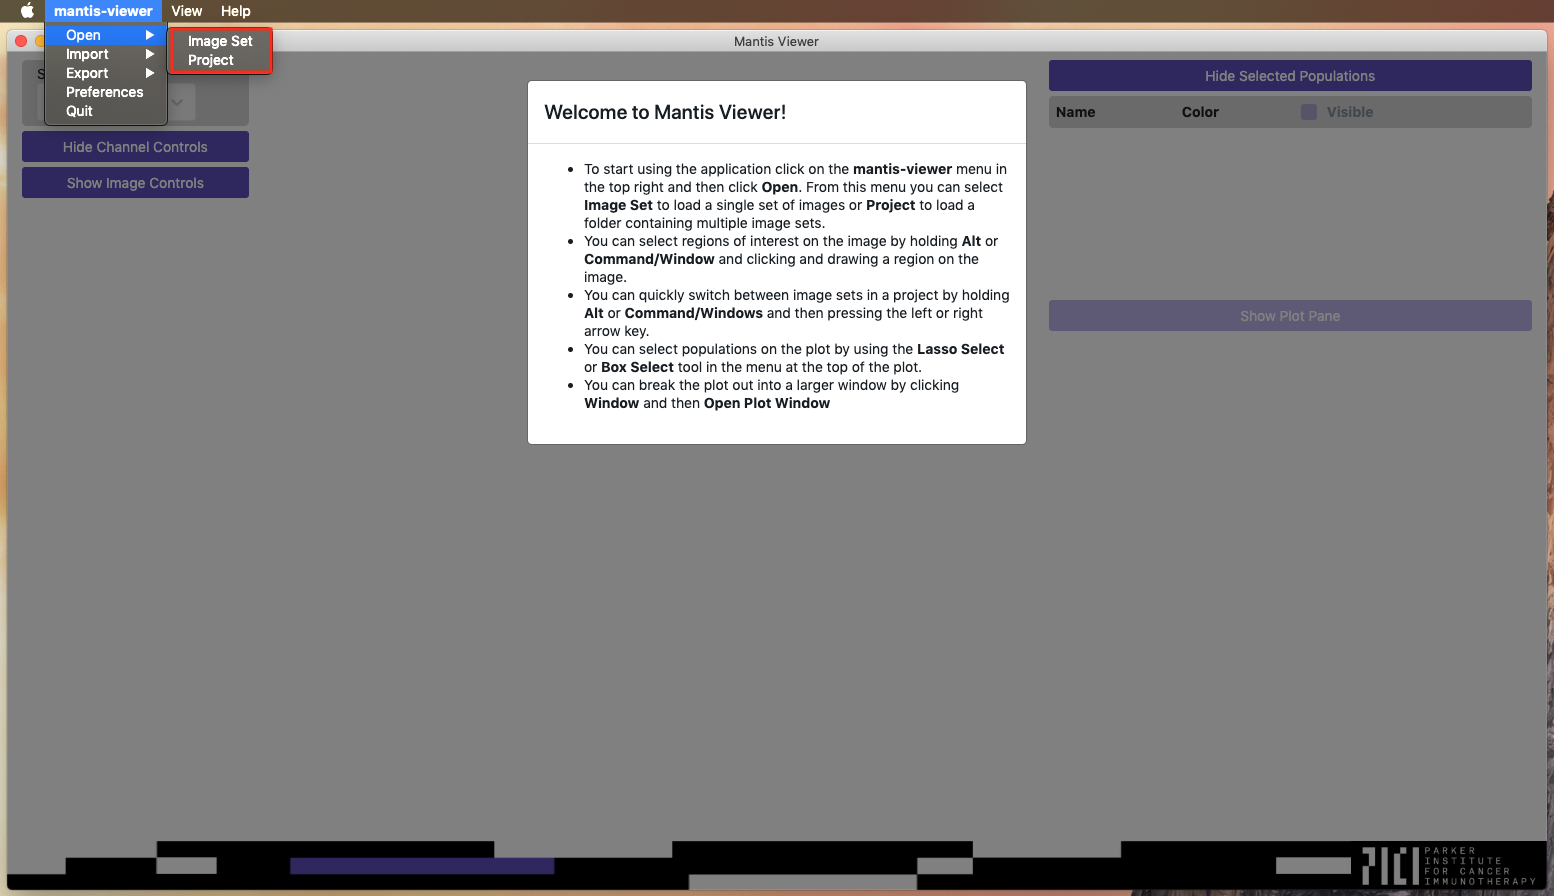 mantis-viewer View Help
Open
Import
Export
Preferences
Quit
Image Set
Project
Mantis Viewer
S
Hide Channel Controls
Show Image Controls
Welcome to Mantis Viewer!
To start using the application click on the mantis-viewer menu in
the top right and then click Open. From this menu you can select
Image Set to load a single set of images or Project to load a
folder containing multiple image sets.
You can select regions of interest on the image by holding Alt or
Command/Window and clicking and drawing a region on the
image.
You can quickly switch between image sets in a project by holding
Alt or Command/Windows and then pressing the left or right
arrow key.
You can select populations on the plot by using the Lasso Select
or Box Select tool in the menu at the top of the plot.
You can break the plot out into a larger window by clicking
Window and then Open Plot Window
Hide Selected Populations
Name Color Visible
Show Plot Pane
PICI
PARKER
INSTITUTE
FOR CANCER
IMMUNOTHERAPY